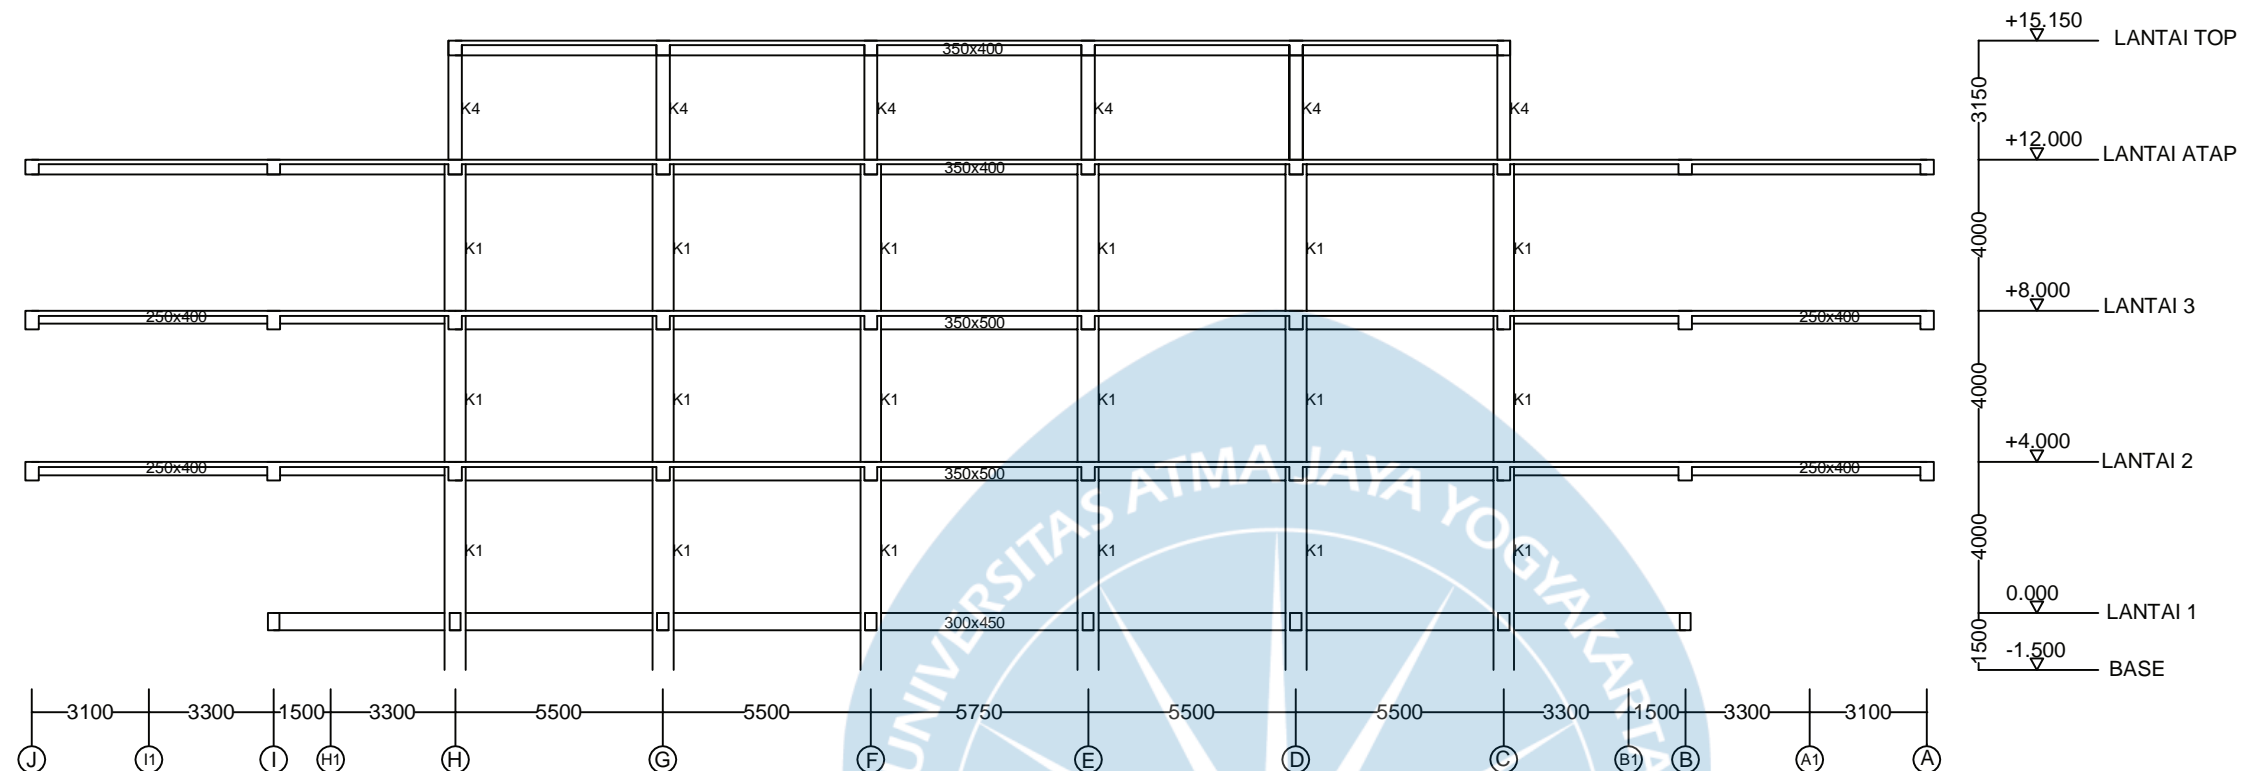 +15.150
LANTAI TOP
350x400
K4 K4 K4 K4 K4 K4
3150
+12.000
LANTAI ATAP
350x400
K1 K1 K1 K1 K1 K1
4000
+8.000
LANTAI 3
250x400 350x500 250x400
K1 K1 K1 K1 K1 K1
4000
+4.000
LANTAI 2
250x400 350x500 250x400
UNIVERSITAS ATMA JAYA YOGYAKARTA
K1 K1 K1 K1 K1 K1
4000
0.000
LANTAI 1
300x450
1500
-1.500
BASE
3100 3300 1500 3300 5500 5500 5750 5500 5500 3300 1500 3300 3100
J I1 I H1 H G F E D C B1 B A1 A